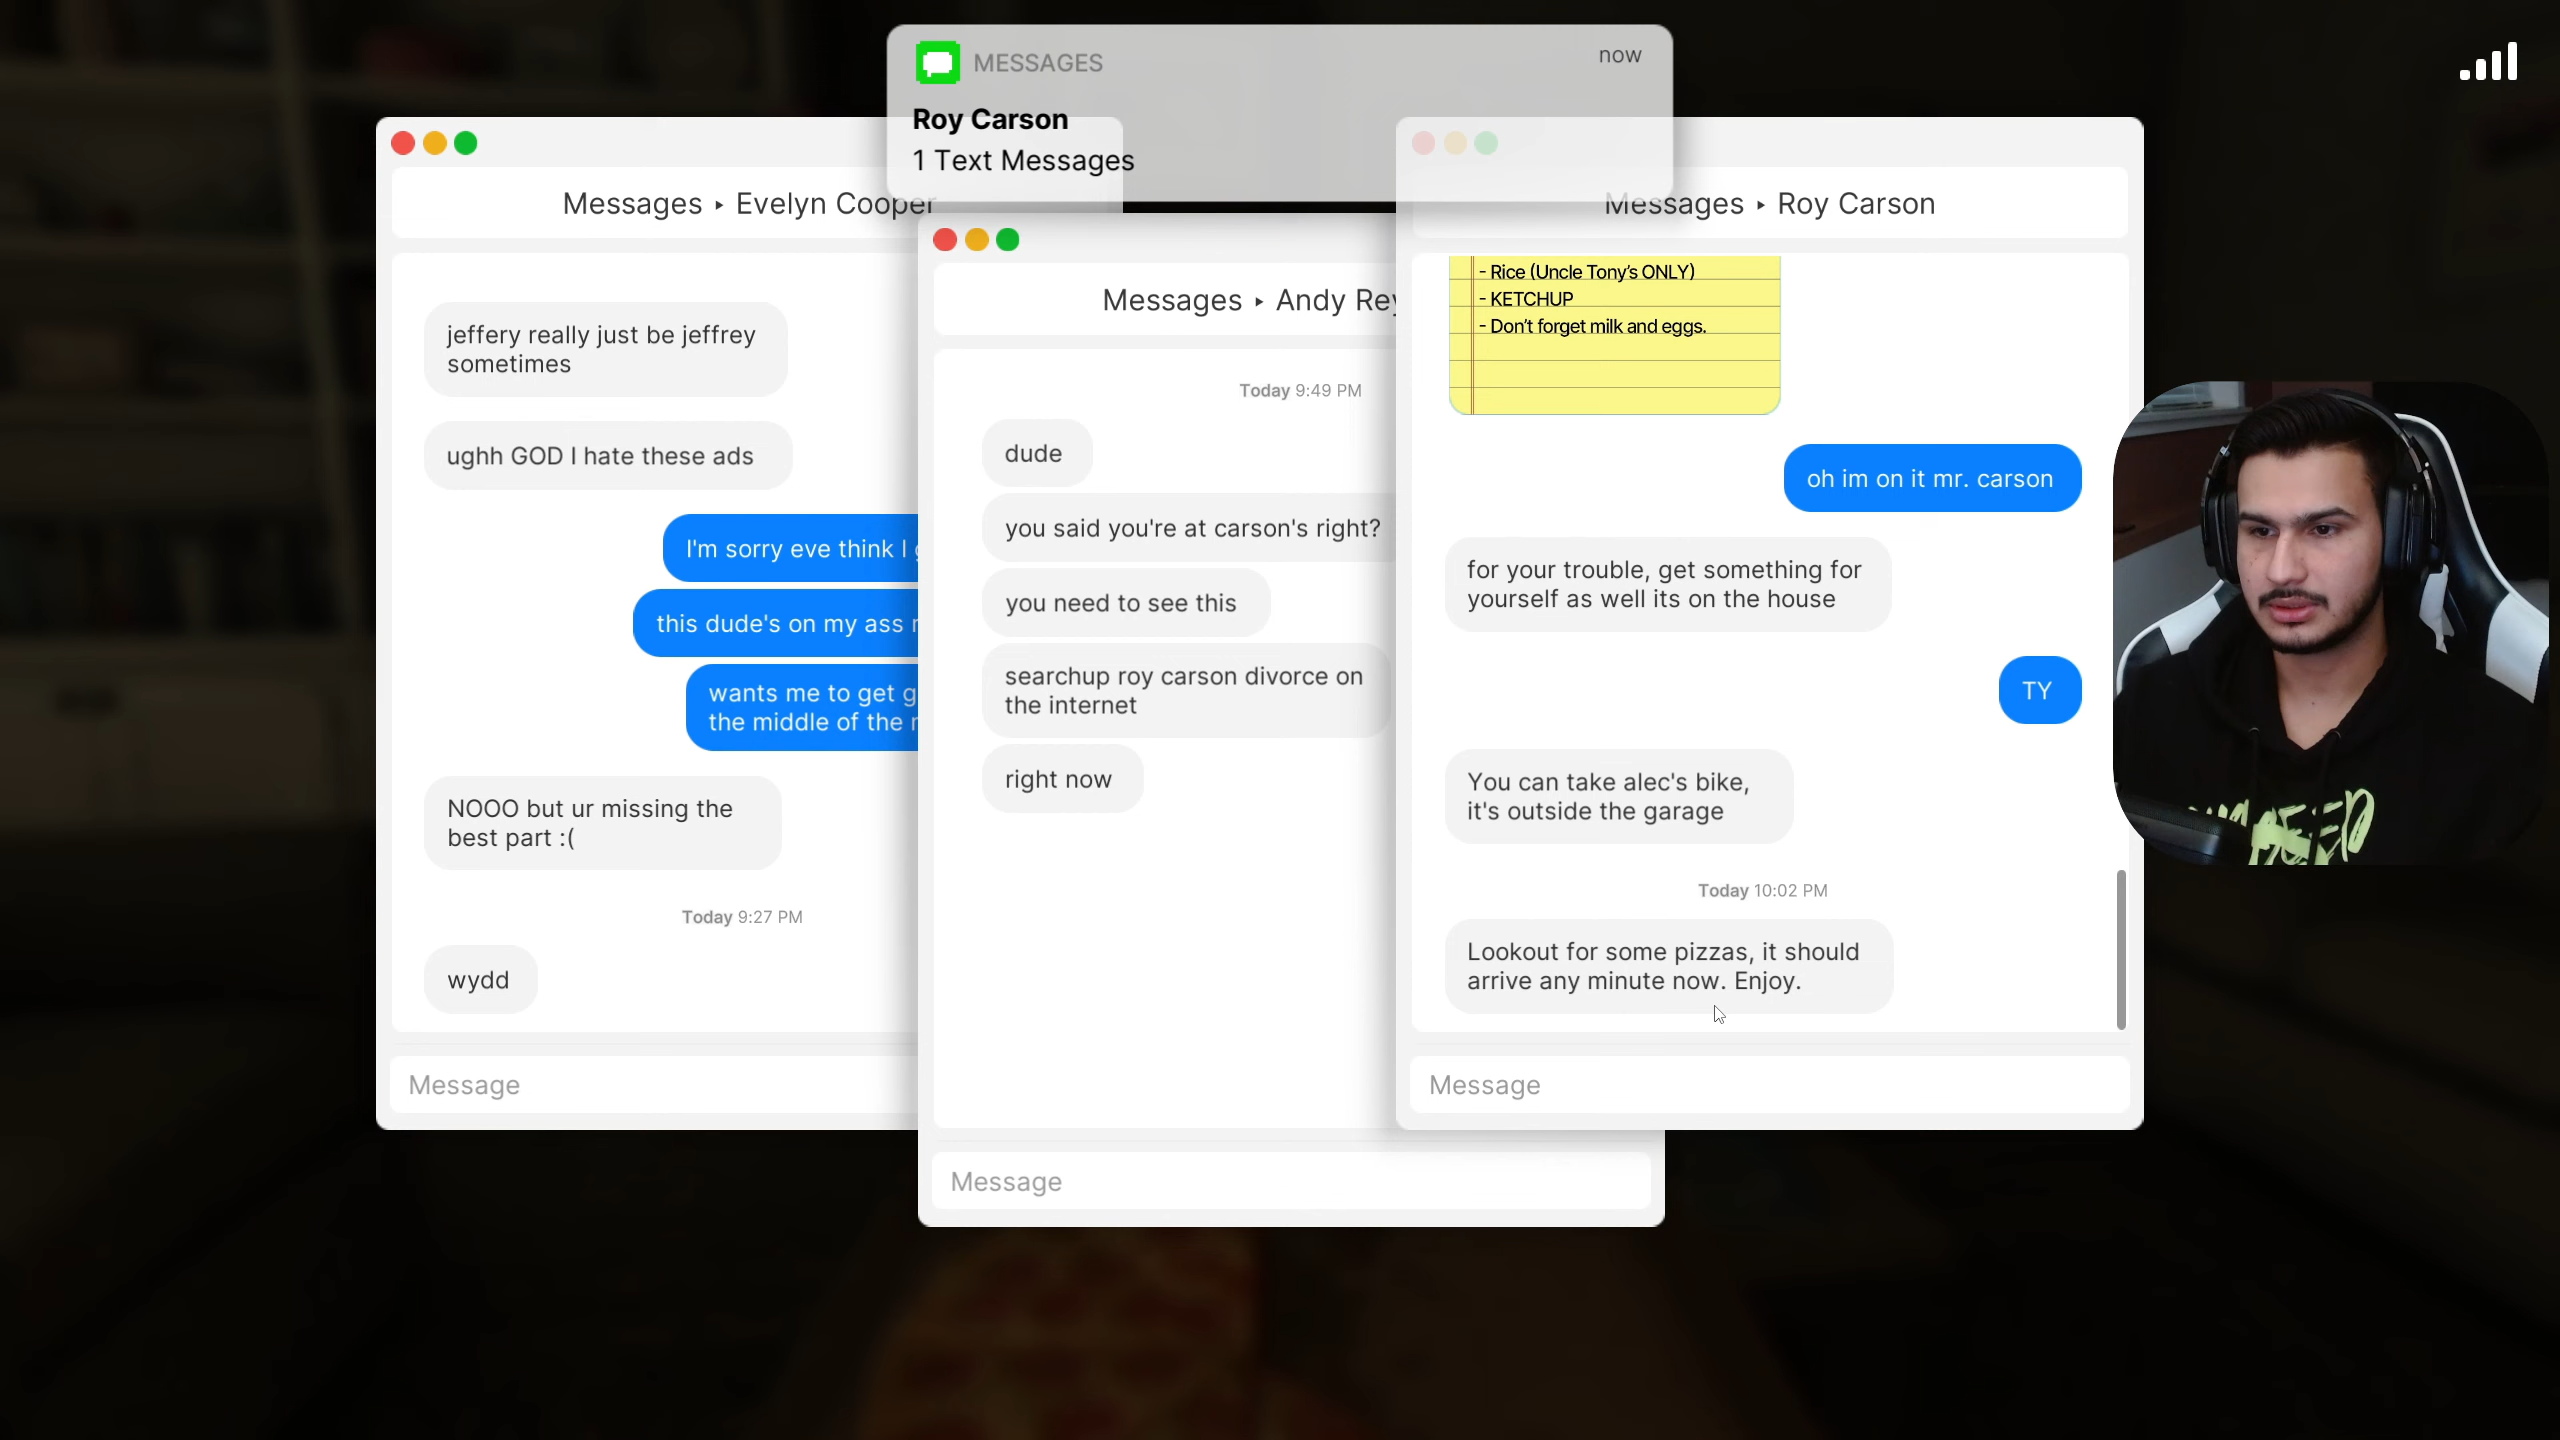 MESSAGES
now
Roy Carson
1 Text Messages
Messages ▸ Evelyn Cooper
jeffery really just be jeffrey
sometimes
ughh GOD I hate these ads
I'm sorry eve think I
this dude's on my ass
wants me to get
the middle of the
NOOO but ur missing the
best part :(
Today 9:27 PM
wydd
Message
Messages ▸ Andy
Today 9:49 PM
dude
you said you're at carson's right?
you need to see this
searchup roy carson divorce on
the internet
right now
Message
Messages ▸ Roy Carson
- Rice (Uncle Tony's ONLY)
- KETCHUP
- Don't forget milk and eggs.
oh im on it mr. carson
for your trouble, get something for
yourself as well its on the house
TY
You can take alec's bike,
it's outside the garage
Today 10:02 PM
Lookout for some pizzas, it should
arrive any minute now. Enjoy.
Message